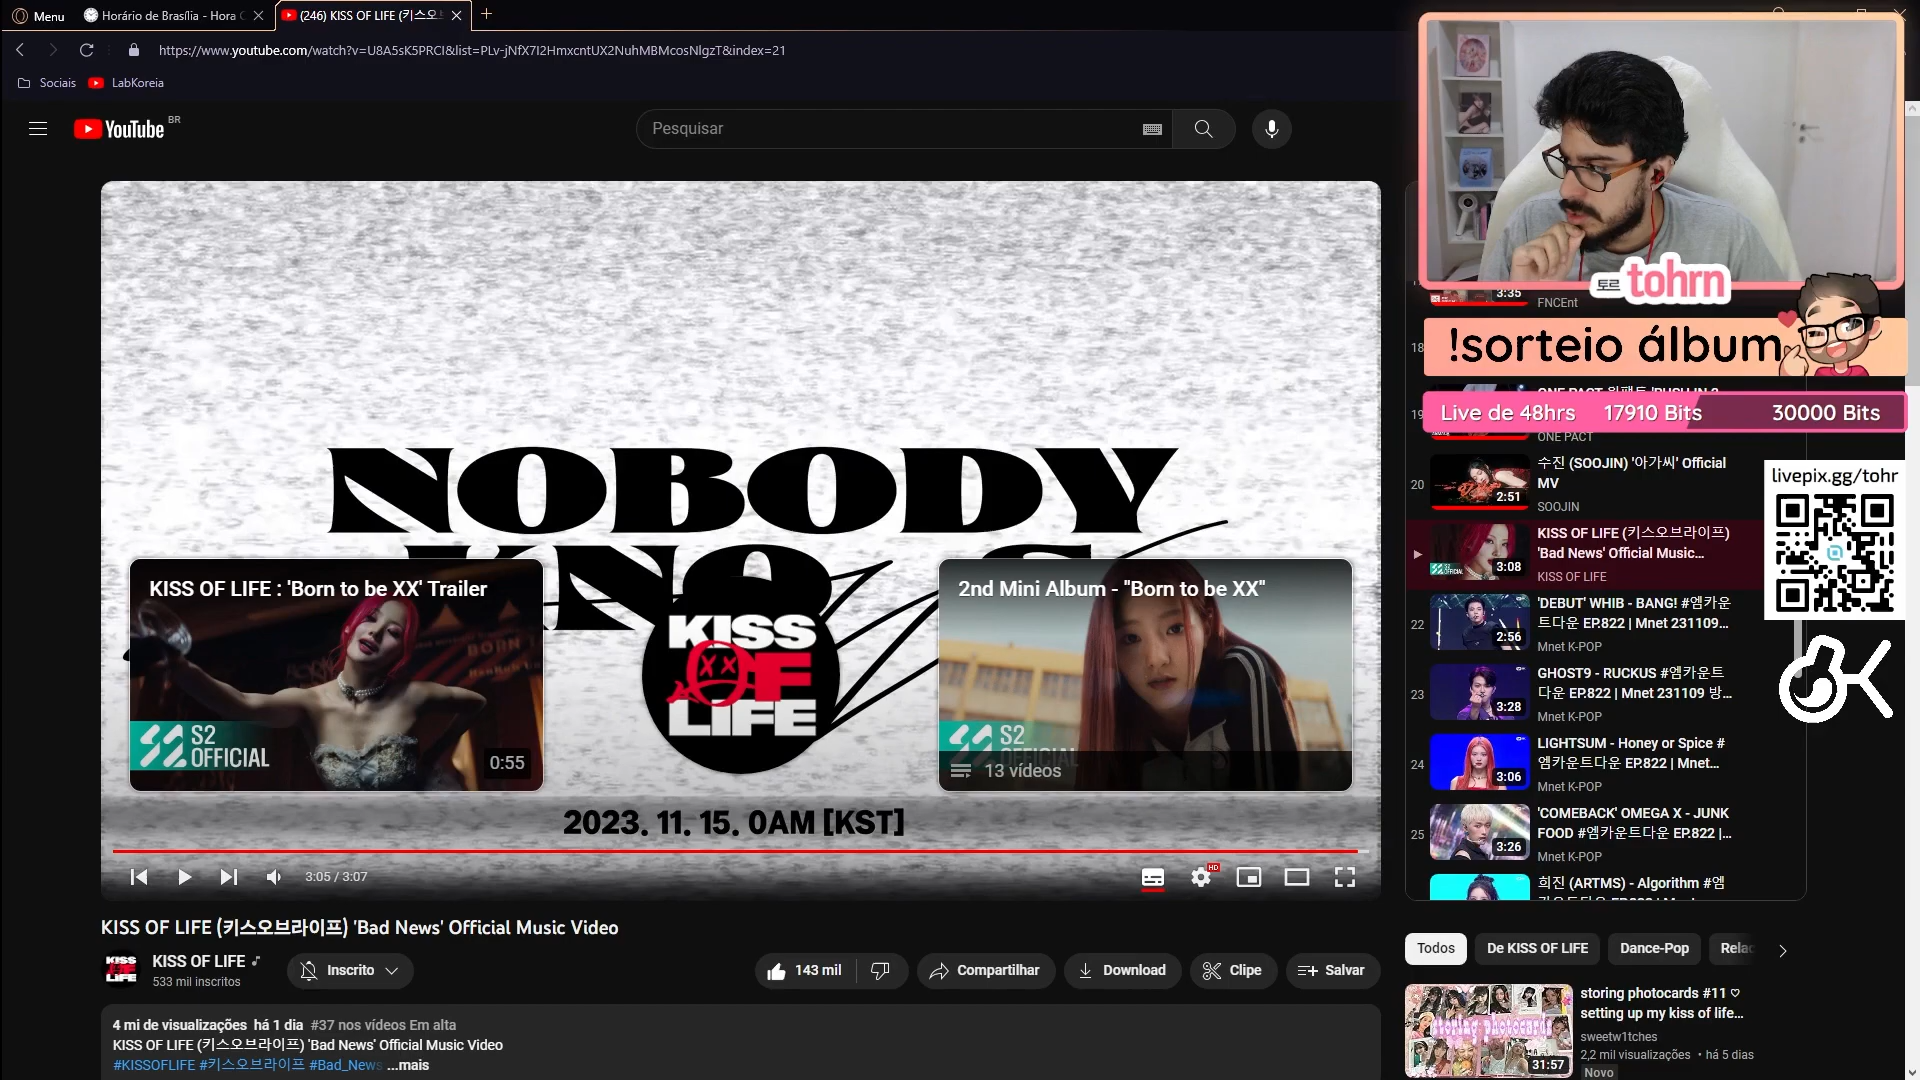 Menu
Horário de Brasília - Hora
(246) KISS OF LIFE (키스오브
https://www.youtube.com/watch?v=U8A5sK5PRCI&list=PLv-jNfX7I2HmxcntUX2NuhMBMcosNlgzT&index=21
Sociais
LabKoreia
YouTube BR
Pesquisar
NOBODY
KNOWS
KISS OF LIFE : 'Born to be XX' Trailer
S2 OFFICIAL
0:55
KISS
OF
LIFE
2nd Mini Album - "Born to be XX"
S2 OFFICIAL
13 vídeos
2023. 11. 15. 0AM [KST]
3:05 / 3:07
HD
KISS OF LIFE (키스오브라이프) 'Bad News' Official Music Video
KISS OF LIFE
533 mil inscritos
Inscrito
143 mil
Compartilhar
Download
Clipe
Salvar
4 mi de visualizações há 1 dia #37 nos vídeos Em alta
KISS OF LIFE (키스오브라이프) 'Bad News' Official Music Video
#KISSOFLIFE #키스오브라이프 #Bad_News ...mais
토르 tohrn
3:35
FNCEnt
18
!sorteio álbum
19
Live de 48hrs 17910 Bits 30000 Bits
ONE PACT
livepix.gg/tohr
20
수진 (SOOJIN) '아가씨' Official
MV
2:51
SOOJIN
KISS OF LIFE (키스오브라이프)
'Bad News' Official Music...
3:08
KISS OF LIFE
22
'DEBUT' WHIB - BANG! #엠카운
트다운 EP.822 | Mnet 231109...
2:56
Mnet K-POP
23
GHOST9 - RUCKUS #엠카운트
다운 EP.822 | Mnet 231109 방...
3:28
Mnet K-POP
24
LIGHTSUM - Honey or Spice #
엠카운트다운 EP.822 | Mnet...
3:06
Mnet K-POP
25
'COMEBACK' OMEGA X - JUNK
FOOD #엠카운트다운 EP.822 |...
3:26
Mnet K-POP
희진 (ARTMS) - Algorithm #엠
Todos
De KISS OF LIFE
Dance-Pop
Relac
storing photocards #11 ♡
setting up my kiss of life...
sweetw1tches
2,2 mil visualizações • há 5 dias
Novo
storing photocards
31:57